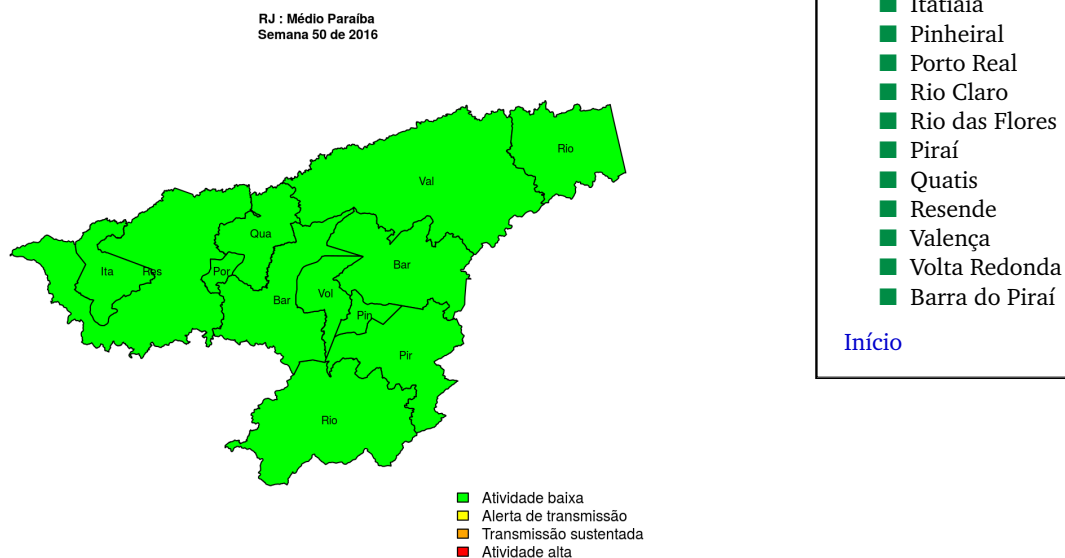 RJ : Médio Paraíba
Semana 50 de 2016
Rio
Val
Qua
Ita
Res
Por
Bar
Bar
Vol
Pin
Pir
Rio
Atividade baixa
Alerta de transmissão
Transmissão sustentada
Atividade alta
Itatiaia
Pinheiral
Porto Real
Rio Claro
Rio das Flores
Piraí
Quatis
Resende
Valença
Volta Redonda
Barra do Piraí
Início